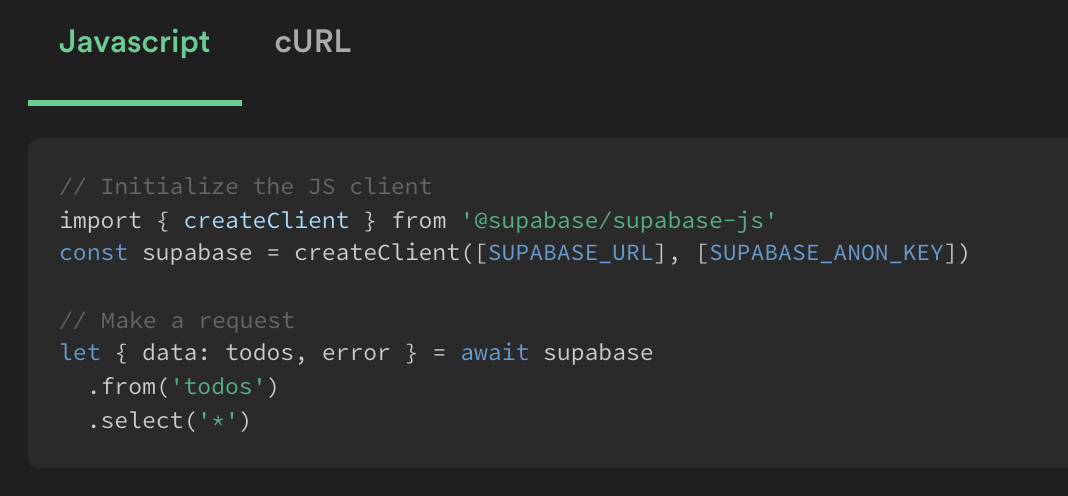 Javascript cURL
// Initialize the JS client
import { createClient } from '@supabase/supabase-js'
const supabase = createClient([SUPABASE_URL], [SUPABASE_ANON_KEY])
// Make a request
let { data: todos, error } = await supabase
  .from('todos')
  .select('*')